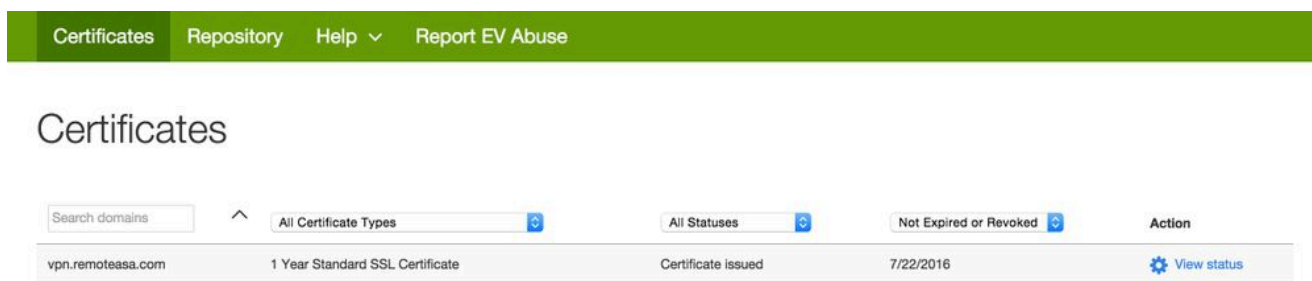 Certificates Repository Help Report EV Abuse
Certificates
Search domains All Certificate Types All Statuses Not Expired or Revoked Action
vpn.remoteasa.com 1 Year Standard SSL Certificate Certificate issued 7/22/2016 View status